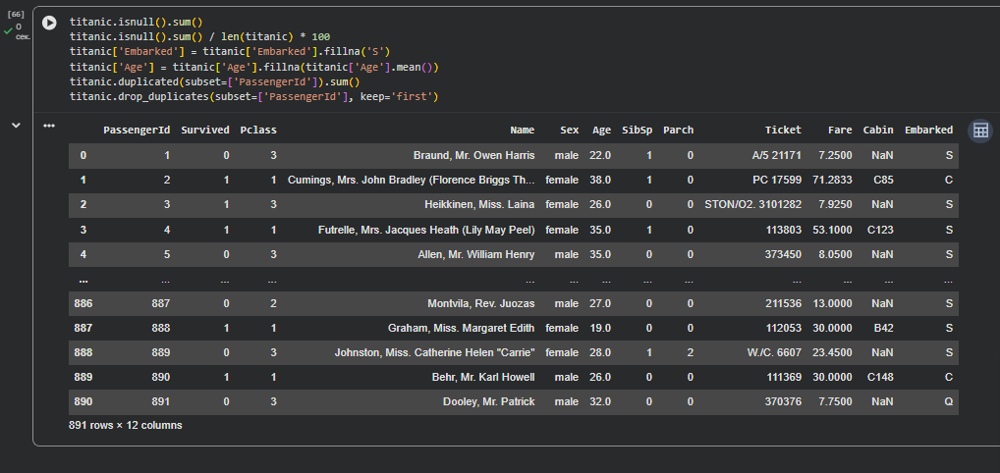 [66]
0
сек.
titanic.isnull().sum()
titanic.isnull().sum() / len(titanic) * 100
titanic['Embarked'] = titanic['Embarked'].fillna('S')
titanic['Age'] = titanic['Age'].fillna(titanic['Age'].mean())
titanic.duplicated(subset=['PassengerId']).sum()
titanic.drop_duplicates(subset=['PassengerId'], keep='first')
PassengerId Survived Pclass Name Sex Age SibSp Parch Ticket Fare Cabin Embarked
0 1 0 3 Braund, Mr. Owen Harris male 22.0 1 0 A/5 21171 7.2500 NaN S
1 2 1 1 Cumings, Mrs. John Bradley (Florence Briggs Th... female 38.0 1 0 PC 17599 71.2833 C85 C
2 3 1 3 Heikkinen, Miss. Laina female 26.0 0 0 STON/O2. 3101282 7.9250 NaN S
3 4 1 1 Futrelle, Mrs. Jacques Heath (Lily May Peel) female 35.0 1 0 113803 53.1000 C123 S
4 5 0 3 Allen, Mr. William Henry male 35.0 0 0 373450 8.0500 NaN S
... ... ... ... ... ... ... ... ... ... ... ... ...
886 887 0 2 Montvila, Rev. Juozas male 27.0 0 0 211536 13.0000 NaN S
887 888 1 1 Graham, Miss. Margaret Edith female 19.0 0 0 112053 30.0000 B42 S
888 889 0 3 Johnston, Miss. Catherine Helen "Carrie" female 28.0 1 2 W./C. 6607 23.4500 NaN S
889 890 1 1 Behr, Mr. Karl Howell male 26.0 0 0 111369 30.0000 C148 C
890 891 0 3 Dooley, Mr. Patrick male 32.0 0 0 370376 7.7500 NaN Q
891 rows × 12 columns